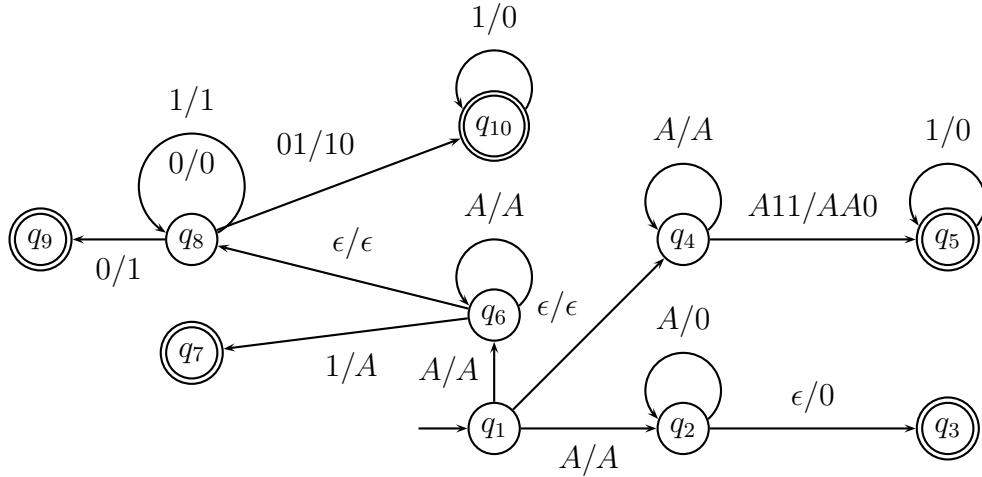 1/0
1/1
01/10
q10
A/A
1/0
0/0
A/A
A11/AA0
q9
q8
ϵ/ϵ
q4
q5
0/1
q6
ϵ/ϵ
A/0
q7
1/A
A/A
ϵ/0
q1
q2
q3
A/A